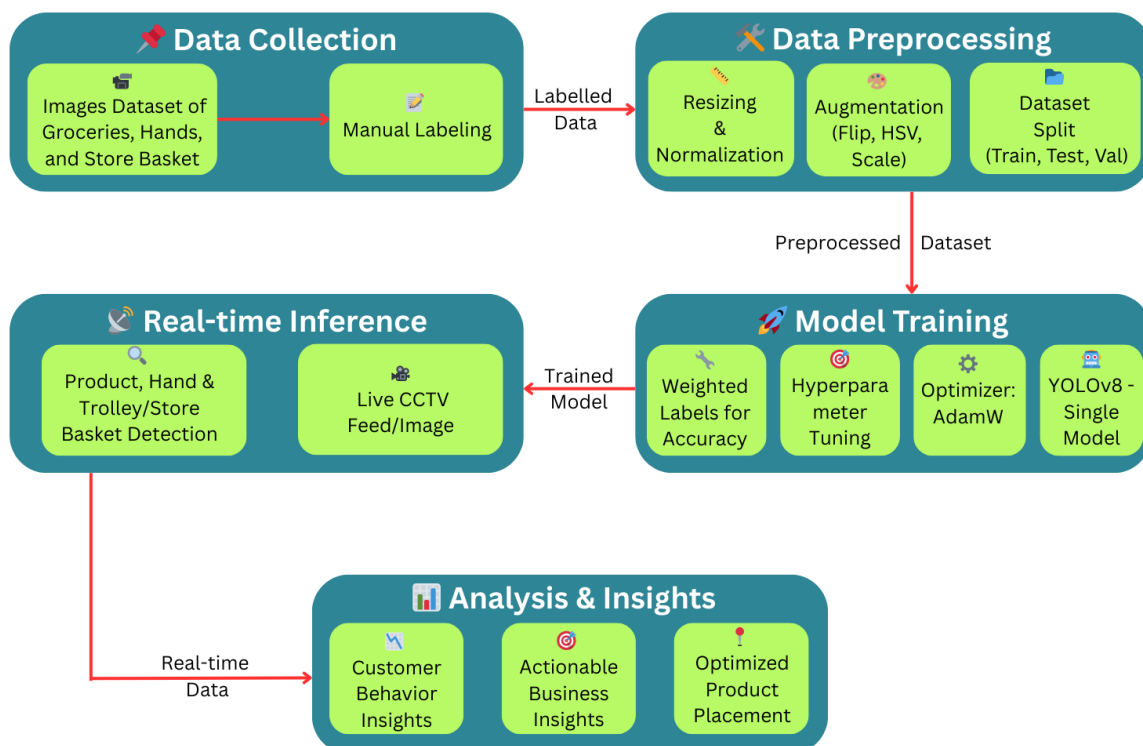 Data Collection
Images Dataset of
Groceries, Hands,
and Store Basket
Manual Labeling
Labelled
Data
Data Preprocessing
Resizing
&
Normalization
Augmentation
(Flip, HSV,
Scale)
Dataset
Split
(Train, Test, Val)
Preprocessed Dataset
Model Training
Weighted
Labels for
Accuracy
Hyperpara
meter
Tuning
Optimizer:
AdamW
YOLOv8 -
Single
Model
Trained
Model
Real-time Inference
Product, Hand &
Trolley/Store
Basket Detection
Live CCTV
Feed/Image
Real-time
Data
Analysis & Insights
Customer
Behavior
Insights
Actionable
Business
Insights
Optimized
Product
Placement